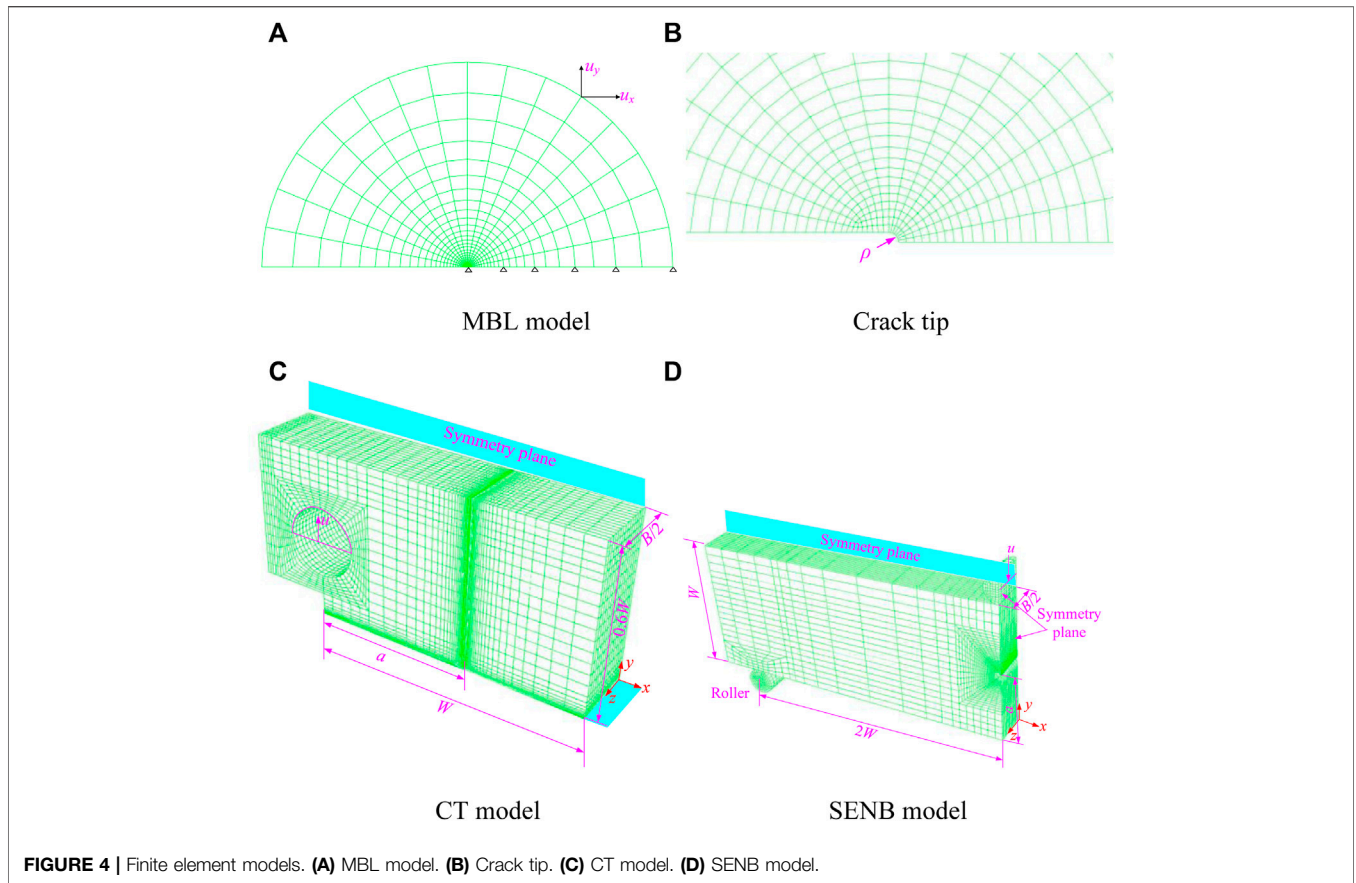 A
u_y
u_x
MBL model
B
ρ
Crack tip
C
Symmetry plane
u
B/2
0.6W
a
W
y
x
z
CT model
D
Symmetry plane
u
B/2
W
Symmetry
plane
Roller
a
2W
y
x
z
SENB model
FIGURE 4 | Finite element models. (A) MBL model. (B) Crack tip. (C) CT model. (D) SENB model.